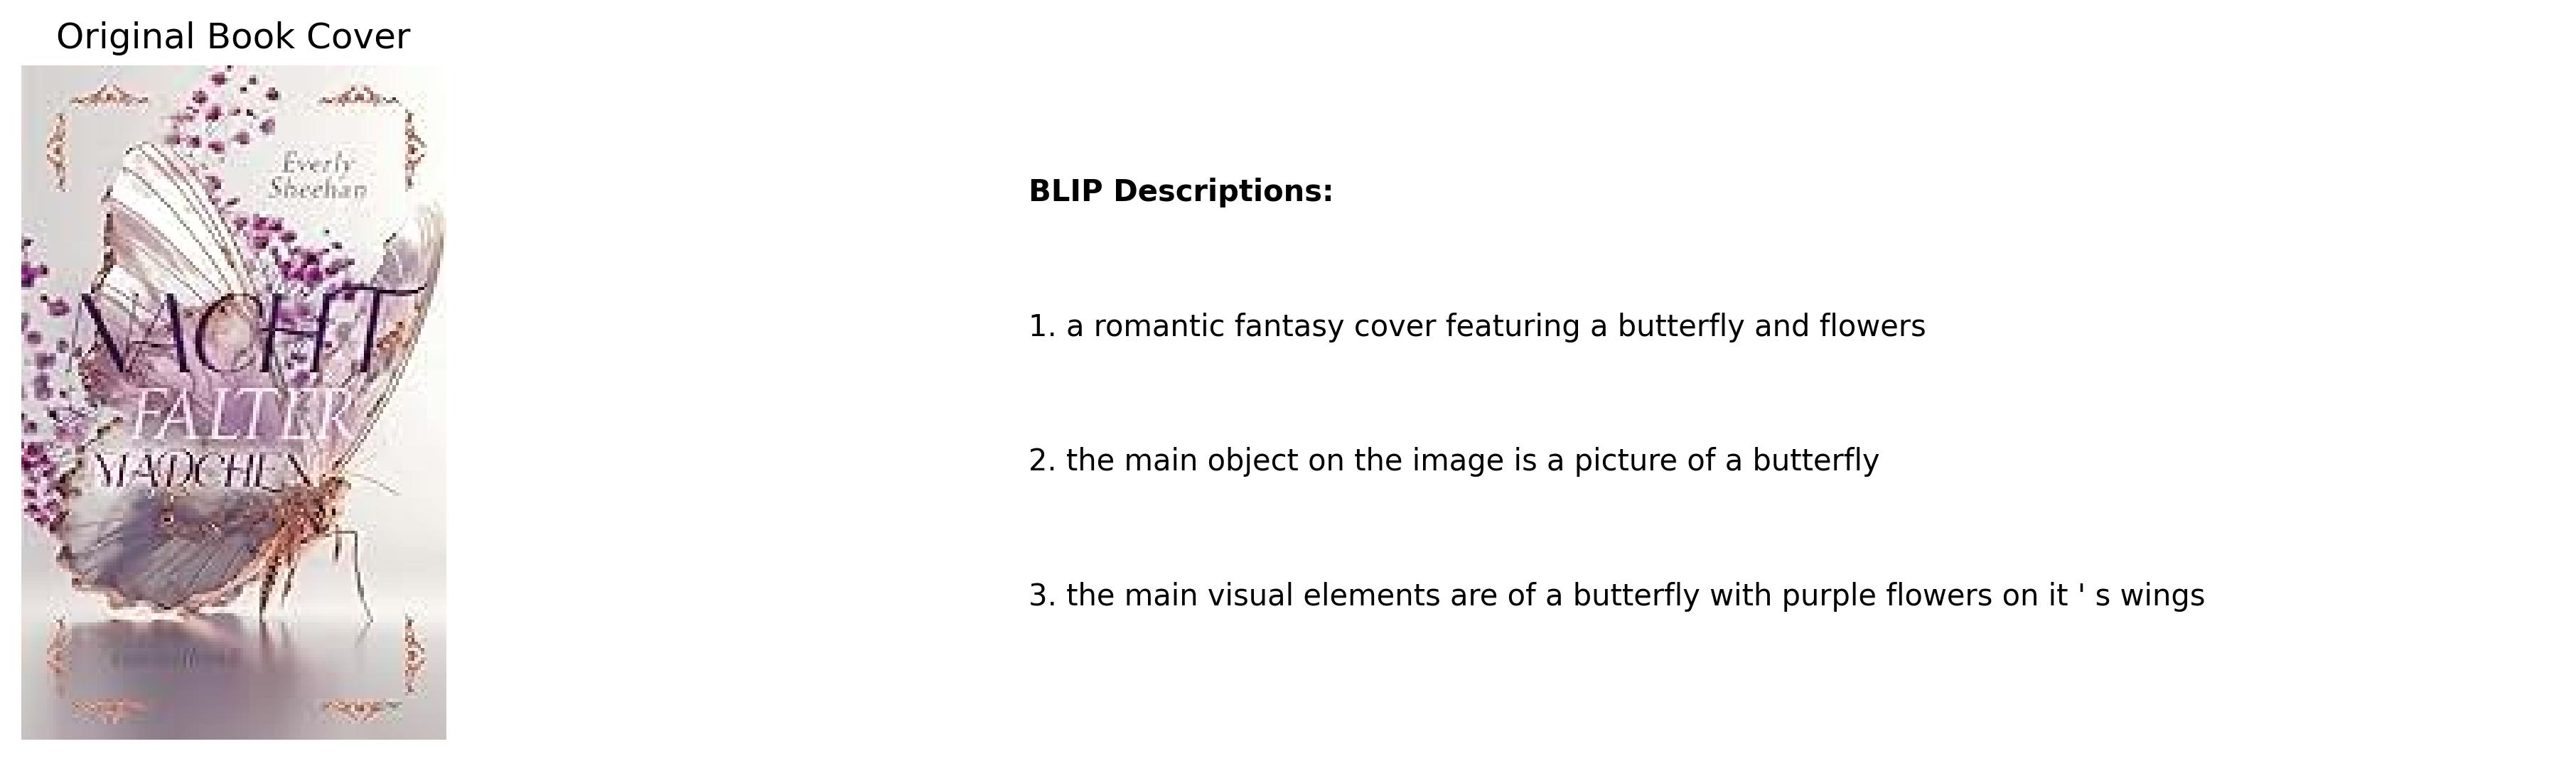 Original Book Cover
Everly
Sheehan
NACHT
FALTER
MÄDCHEN
BLIP Descriptions:
1. a romantic fantasy cover featuring a butterfly and flowers
2. the main object on the image is a picture of a butterfly
3. the main visual elements are of a butterfly with purple flowers on it ' s wings